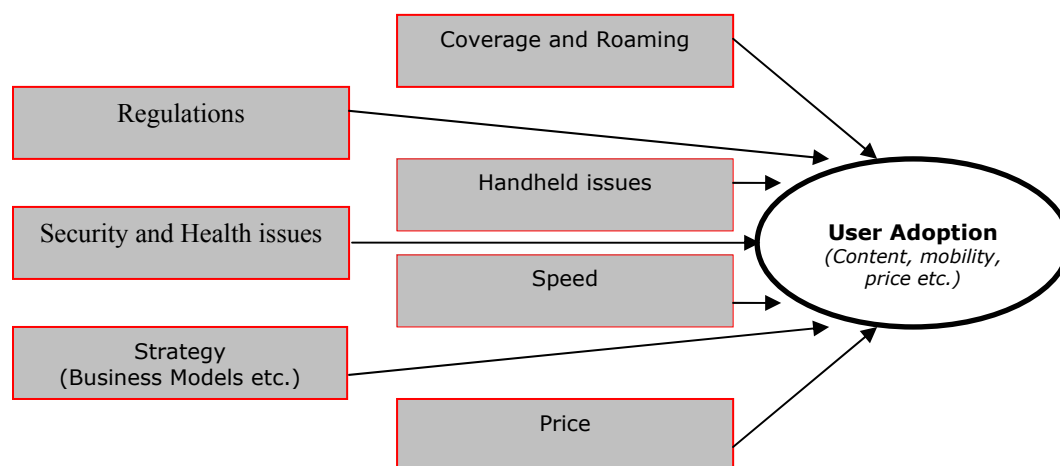 Coverage and Roaming
Regulations
Handheld issues
Security and Health issues
User Adoption
(Content, mobility,
price etc.)
Speed
Strategy
(Business Models etc.)
Price